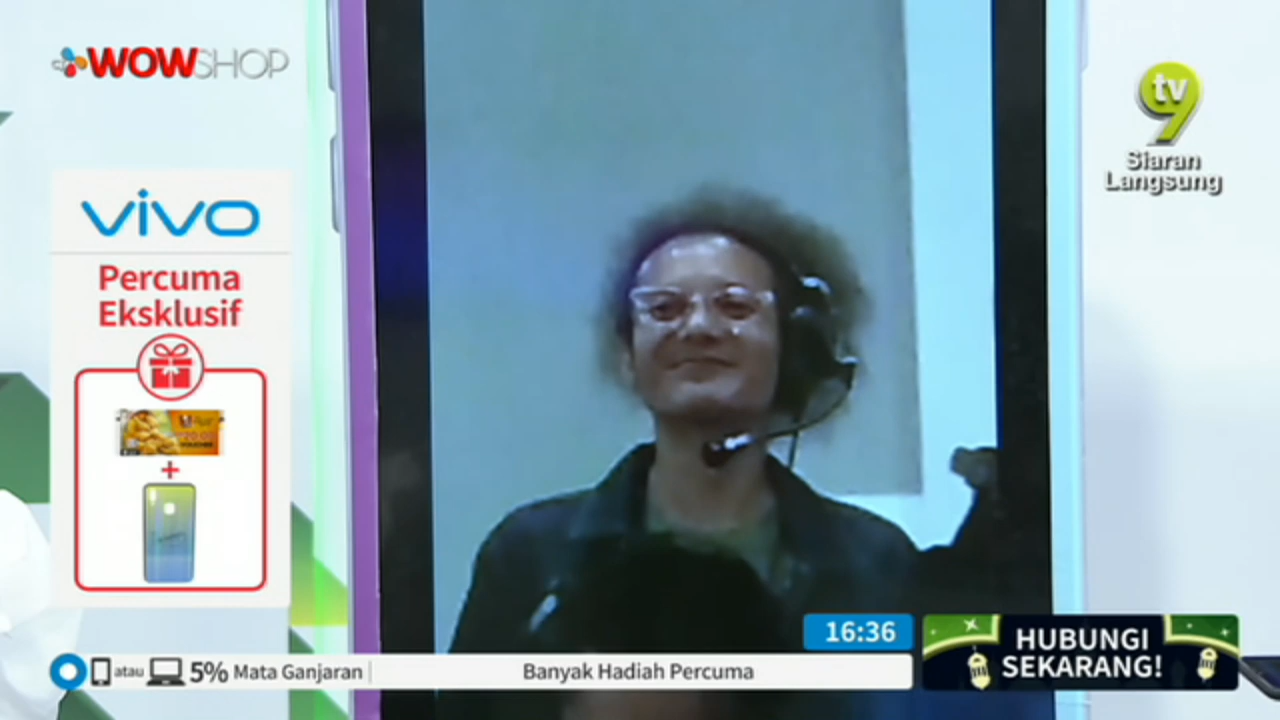 WOWSHOP
tv9
Siaran
Langsung
vivo
Percuma
Eksklusif
+
16:36
HUBUNGI
SEKARANG!
atau 5% Mata Ganjaran
Banyak Hadiah Percuma